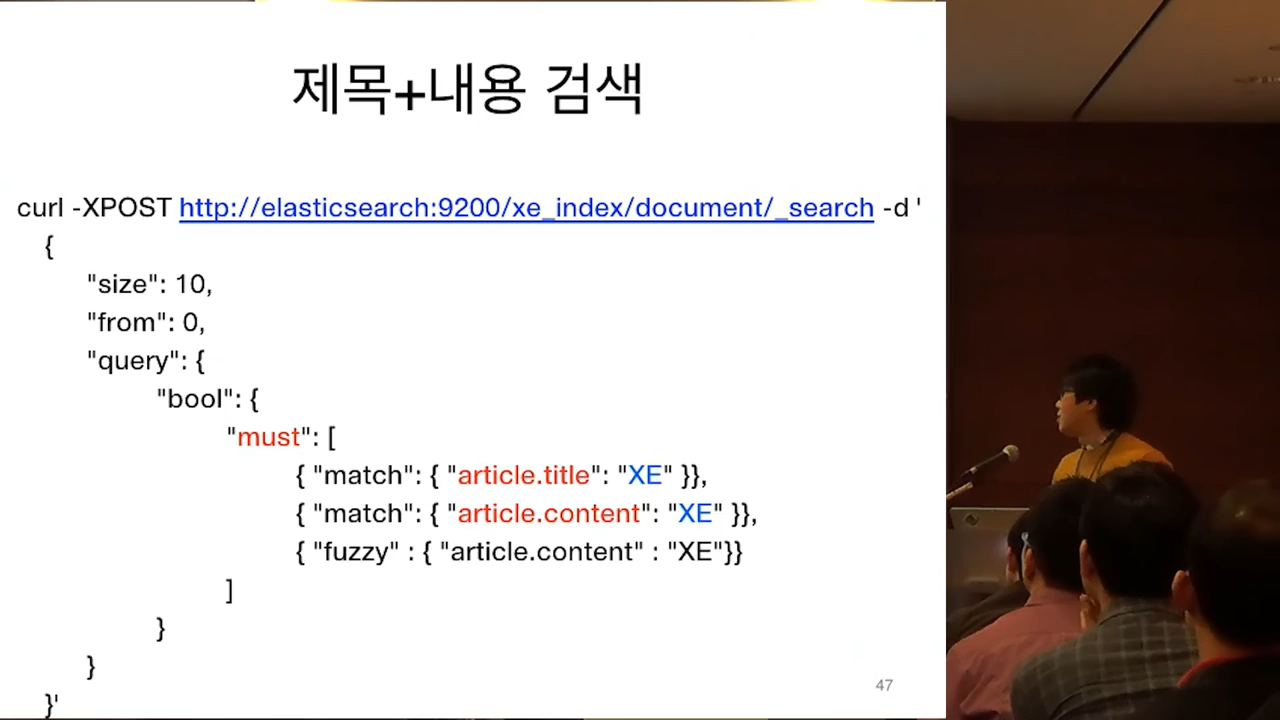 제목+내용 검색
curl -XPOST http://elasticsearch:9200/xe_index/document/_search -d '
{
"size": 10,
"from": 0,
"query": {
"bool": {
"must": [
{ "match": { "article.title": "XE" }},
{ "match": { "article.content": "XE" }},
{ "fuzzy" : { "article.content" : "XE"}}
]
}
}
}'
47